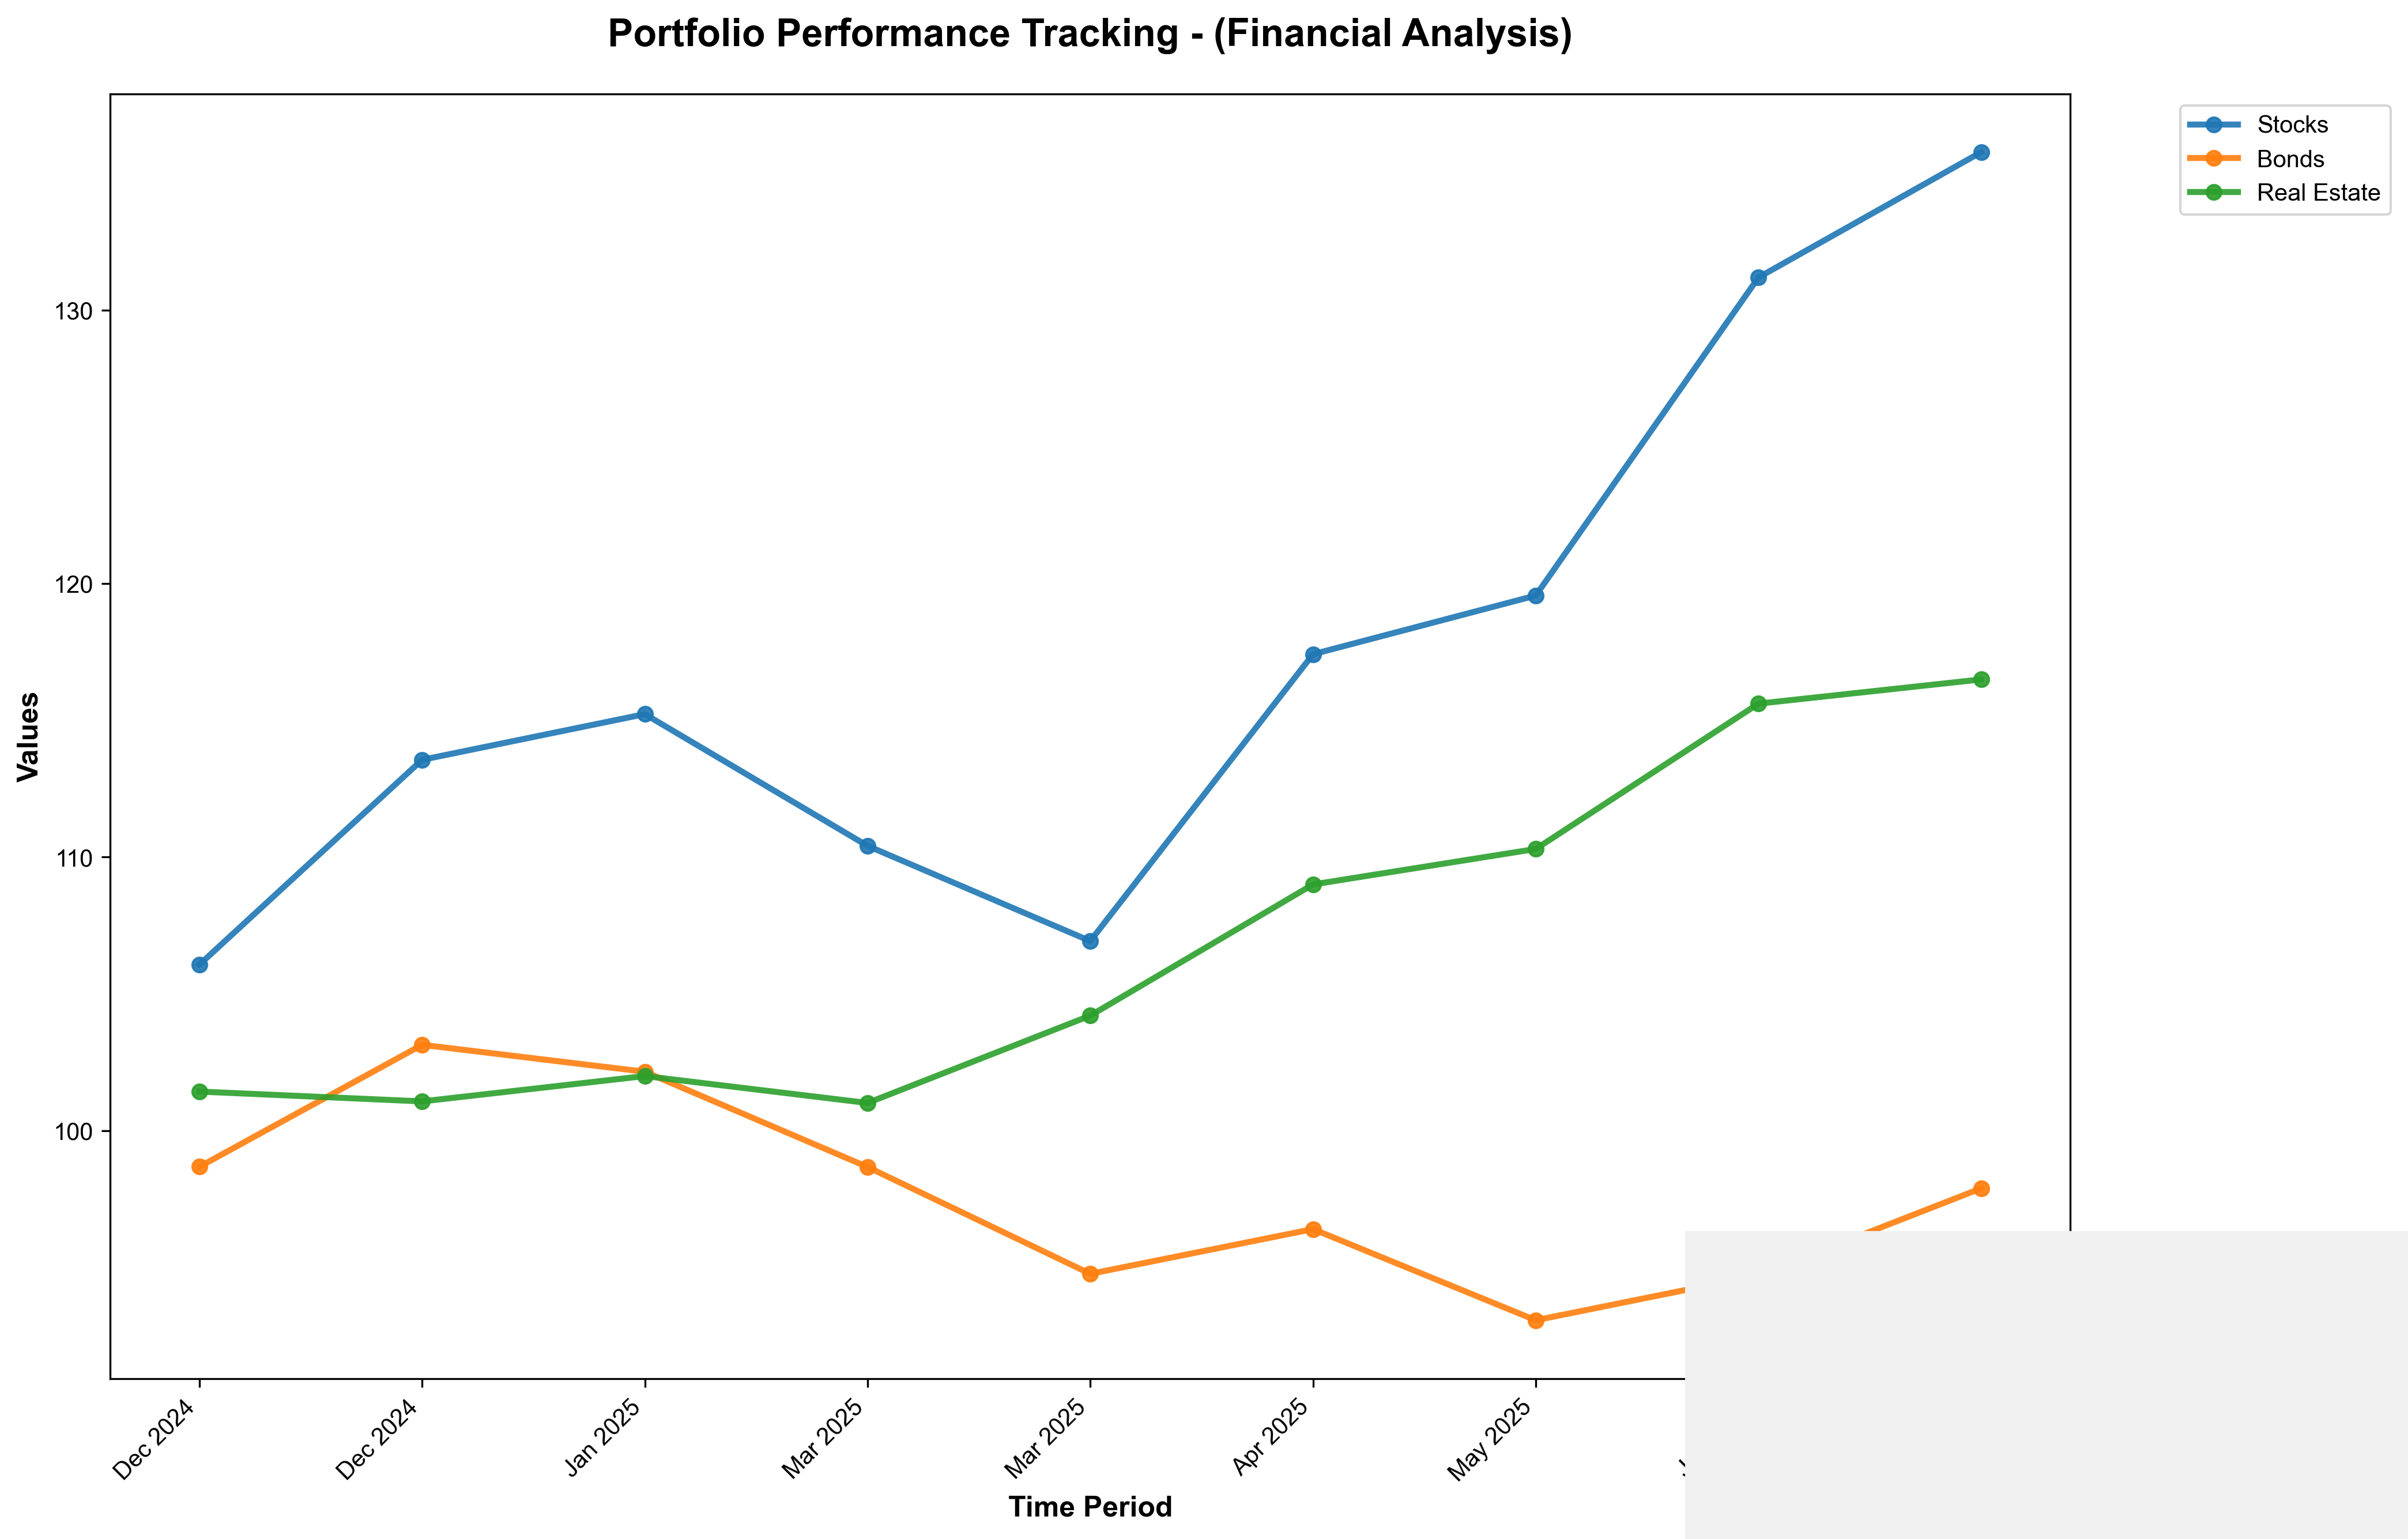 Portfolio Performance Tracking - (Financial Analysis)
Stocks
Bonds
Real Estate
130
120
110
100
Values
Dec 2024
Dec 2024
Jan 2025
Mar 2025
Mar 2025
Apr 2025
May 2025
Time Period